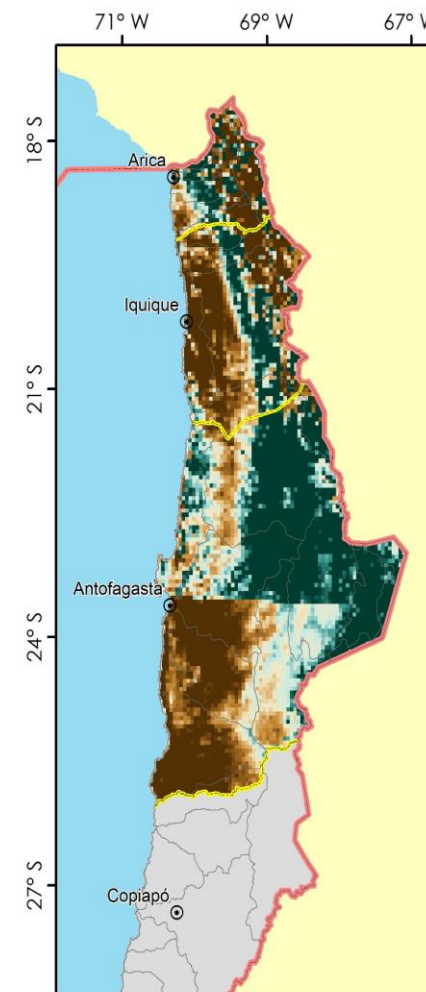 71° W 69° W 67° W
18° S
Arica
Iquique
21° S
Antofagasta
24° S
27° S
Copiapó